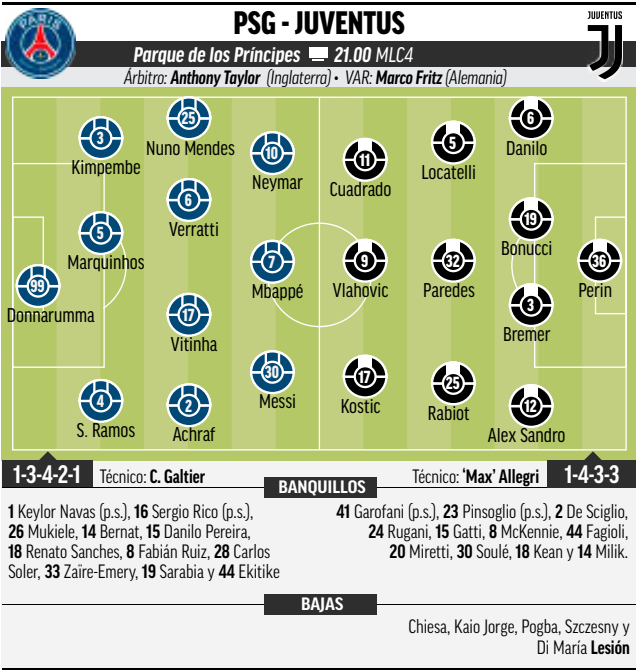 PARIS
PSG - JUVENTUS
JUVENTUS
Parque de los Príncipes 21.00 MLC4
Árbitro: Anthony Taylor (Inglaterra) • VAR: Marco Fritz (Alemania)
99
Donnarumma
3
Kimpembe
5
Marquinhos
4
S. Ramos
25
Nuno Mendes
6
Verratti
17
Vitinha
2
Achraf
10
Neymar
7
Mbappé
30
Messi
11
Cuadrado
9
Vlahovic
17
Kostic
5
Locatelli
32
Paredes
25
Rabiot
6
Danilo
19
Bonucci
3
Bremer
12
Alex Sandro
36
Perin
1-3-4-2-1 Técnico: C. Galtier
Técnico: ‘Max’ Allegri 1-4-3-3
BANQUILLOS
1 Keylor Navas (p.s.), 16 Sergio Rico (p.s.),
26 Mukiele, 14 Bernat, 15 Danilo Pereira,
18 Renato Sanches, 8 Fabián Ruiz, 28 Carlos
Soler, 33 Zaïre-Emery, 19 Sarabia y 44 Ekitike
41 Garofani (p.s.), 23 Pinsoglio (p.s.), 2 De Sciglio,
24 Rugani, 15 Gatti, 8 McKennie, 44 Fagioli,
20 Miretti, 30 Soulé, 18 Kean y 14 Milik.
BAJAS
Chiesa, Kaio Jorge, Pogba, Szczesny y
Di María Lesión